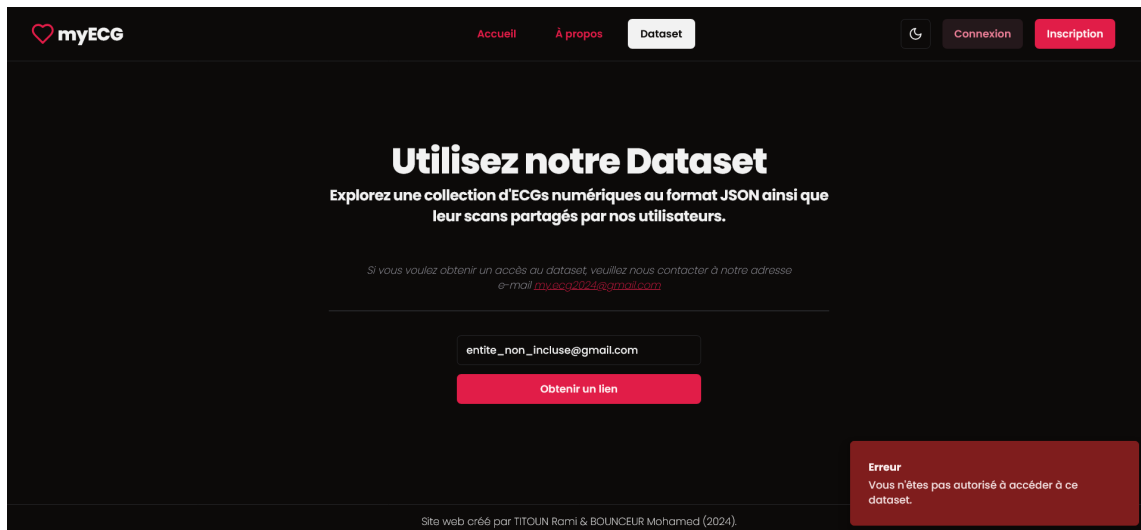 myECG
Accueil
À propos
Dataset
Connexion
Inscription
Utilisez notre Dataset
Explorez une collection d'ECGs numériques au format JSON ainsi que
leur scans partagés par nos utilisateurs.
Si vous voulez obtenir un accès au dataset, veuillez nous contacter à notre adresse
e-mail my.ecg2024@gmail.com
entite_non_incluse@gmail.com
Obtenir un lien
Erreur
Vous n'êtes pas autorisé à accéder à ce
dataset.
Site web créé par TITOUN Rami & BOUNCEUR Mohamed (2024).